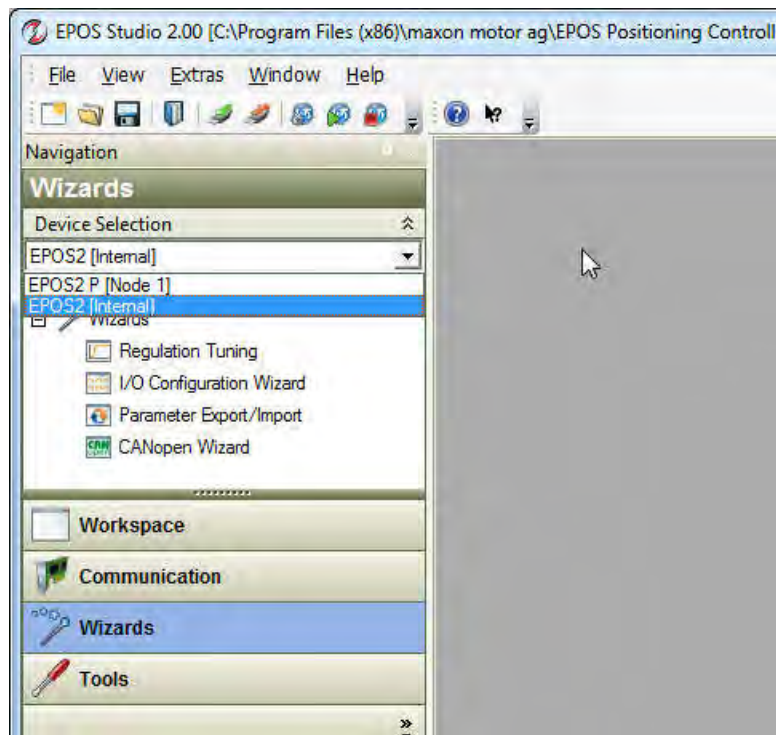 EPOS Studio 2.00 [C:\Program Files (x86)\maxon motor ag\EPOS Positioning Controll
File View Extras Window Help
Navigation
Wizards
Device Selection
EPOS2 [Internal]
EPOS2 P [Node 1]
EPOS2 [Internal]
Wizards
Regulation Tuning
I/O Configuration Wizard
Parameter Export/Import
CANopen Wizard
Workspace
Communication
Wizards
Tools